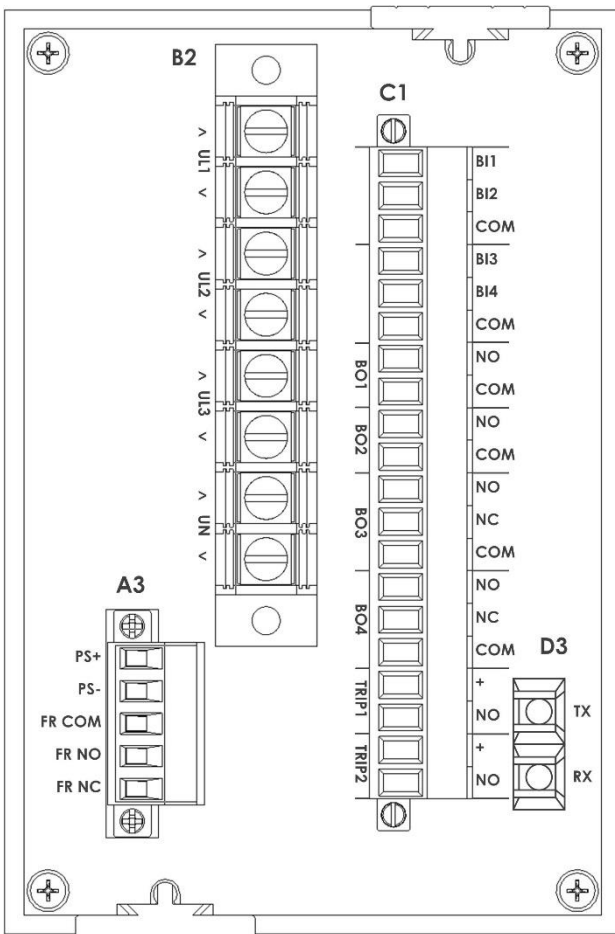 B2
> UL1 <
> UL2 <
> UL3 <
> UN <
C1
BI1
BI2
COM
BI3
BI4
COM
BO1
NO
COM
BO2
NO
COM
BO3
NO
NC
COM
BO4
NO
NC
COM
TRIP1
+
NO
TRIP2
+
NO
A3
PS+
PS-
FR COM
FR NO
FR NC
D3
TX
RX